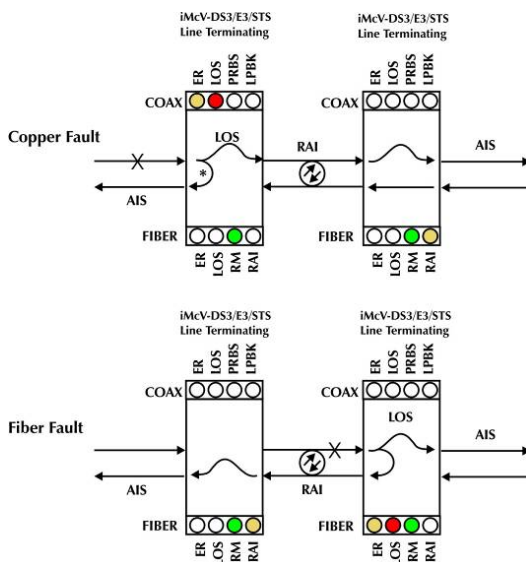 iMcV-DS3/E3/STS
Line Terminating
iMcV-DS3/E3/STS
Line Terminating
ER LOS PRBS LPBK
ER LOS PRBS LPBK
COAX
COAX
Copper Fault
LOS
RAI
AIS
*
AIS
FIBER
FIBER
ER LOS RM RAI
ER LOS RM RAI
iMcV-DS3/E3/STS
Line Terminating
iMcV-DS3/E3/STS
Line Terminating
ER LOS PRBS LPBK
ER LOS PRBS LPBK
COAX
COAX
Fiber Fault
LOS
AIS
AIS
RAI
FIBER
FIBER
ER LOS RM RAI
ER LOS RM RAI